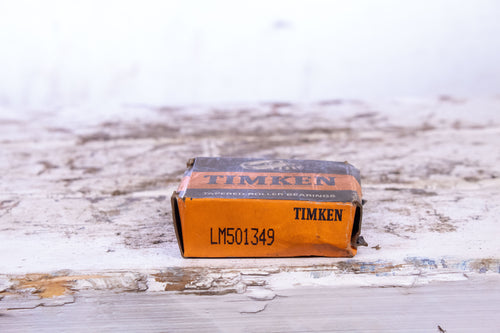 TIMKEN
TAPERED ROLLER BEARINGS
TIMKEN
LM501349